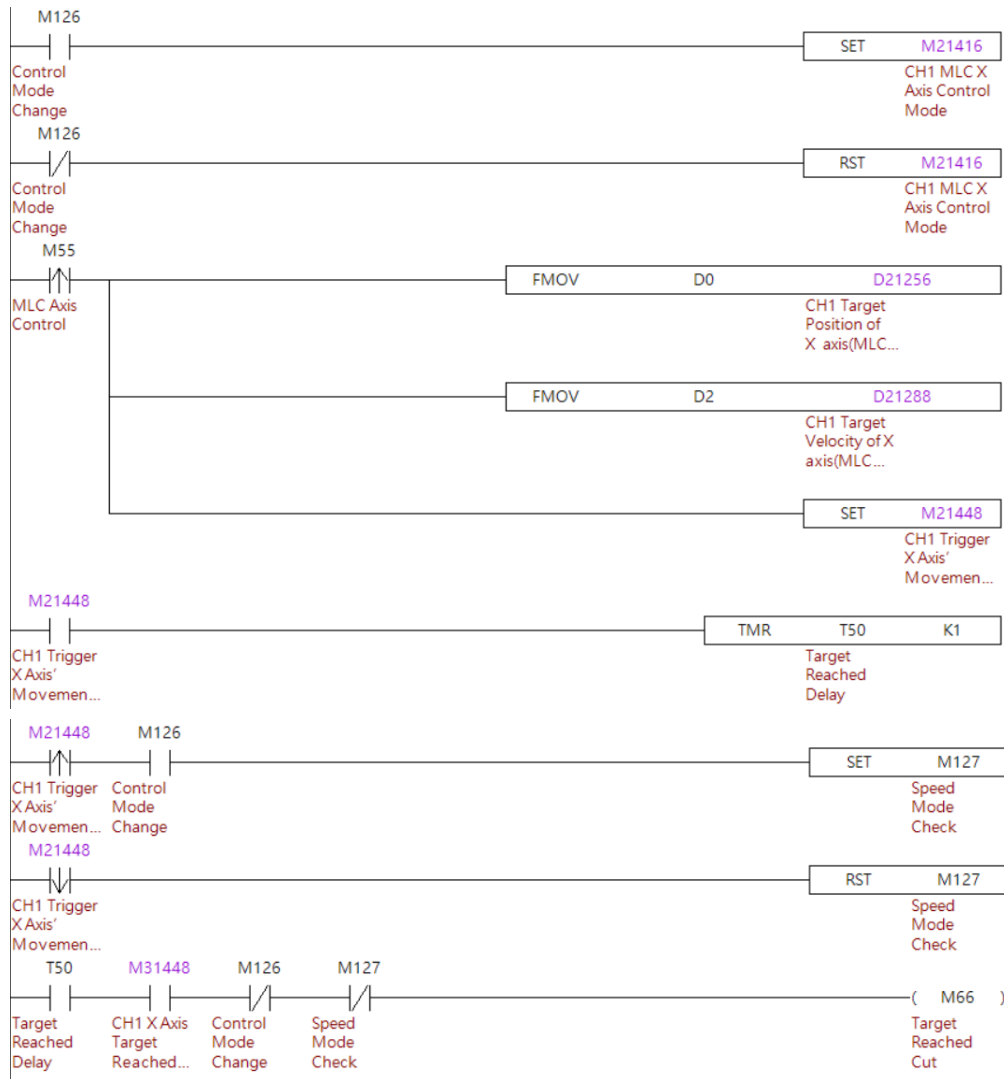 M126
SET M21416
Control
Mode
Change
CH1 MLC X
Axis Control
Mode
M126
RST M21416
Control
Mode
Change
CH1 MLC X
Axis Control
Mode
M55
FMOV D0 D21256
MLC Axis
Control
CH1 Target
Position of
X axis(MLC...
FMOV D2 D21288
CH1 Target
Velocity of X
axis(MLC...
SET M21448
CH1 Trigger
X Axis'
Movemen...
M21448
TMR T50 K1
CH1 Trigger
X Axis'
Movemen...
Target
Reached
Delay
M21448 M126
SET M127
CH1 Trigger
X Axis'
Movemen...
Control
Mode
Change
Speed
Mode
Check
M21448
RST M127
CH1 Trigger
X Axis'
Movemen...
Speed
Mode
Check
T50 M31448 M126 M127
( M66 )
Target
Reached
Delay
CH1 X Axis
Target
Reached...
Control
Mode
Change
Speed
Mode
Check
Target
Reached
Cut